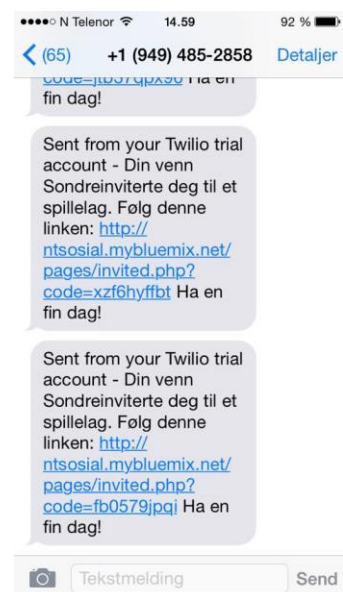 N Telenor 14.59 92 %
(65) +1 (949) 485-2858 Detaljer
Ha en
fin dag!
Sent from your Twilio trial
account - Din venn
Sondreinviterte deg til et
spillelag. Følg denne
linken: http://
ntsosial.mybluemix.net/
pages/invited.php?
code=xzf6hyffbt Ha en
fin dag!
Sent from your Twilio trial
account - Din venn
Sondreinviterte deg til et
spillelag. Følg denne
linken: http://
ntsosial.mybluemix.net/
pages/invited.php?
code=fb0579jpqi Ha en
fin dag!
Tekstmelding Send